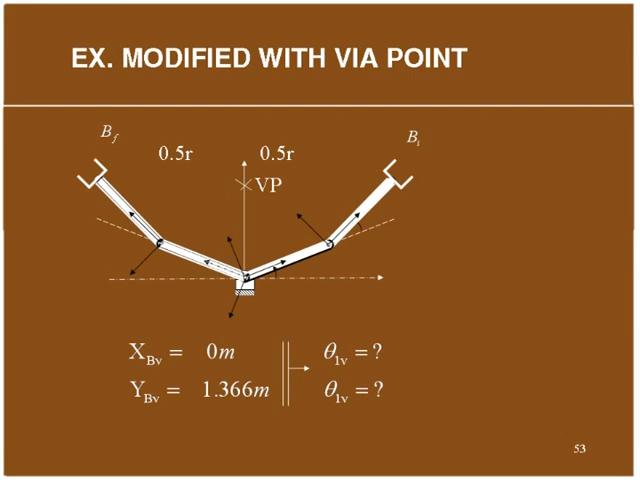 EX. MODIFIED WITH VIA POINT
B_f 0.5r 0.5r B_i
VP
X_Bv = 0m θ_1v = ?
Y_Bv = 1.366m θ_1v = ?
53